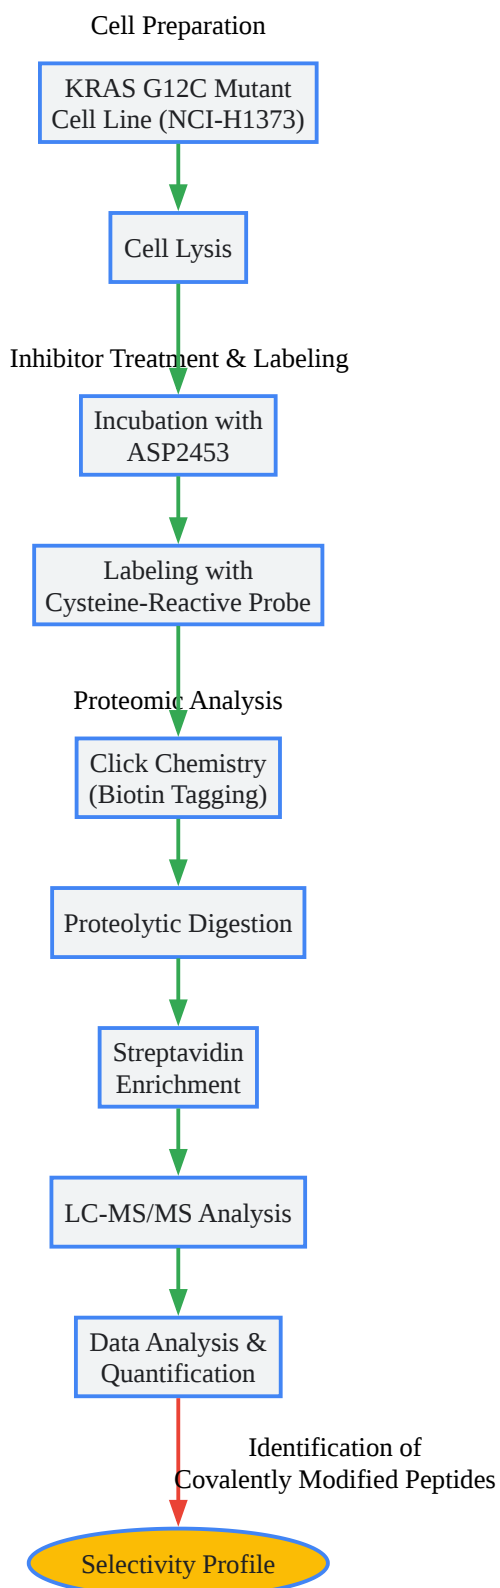 Cell Preparation
KRAS G12C Mutant
Cell Line (NCI-H1373)
Cell Lysis
Inhibitor Treatment & Labeling
Incubation with
ASP2453
Labeling with
Cysteine-Reactive Probe
Proteomic Analysis
Click Chemistry
(Biotin Tagging)
Proteolytic Digestion
Streptavidin
Enrichment
LC-MS/MS Analysis
Data Analysis &
Quantification
Identification of
Covalently Modified Peptides
Selectivity Profile